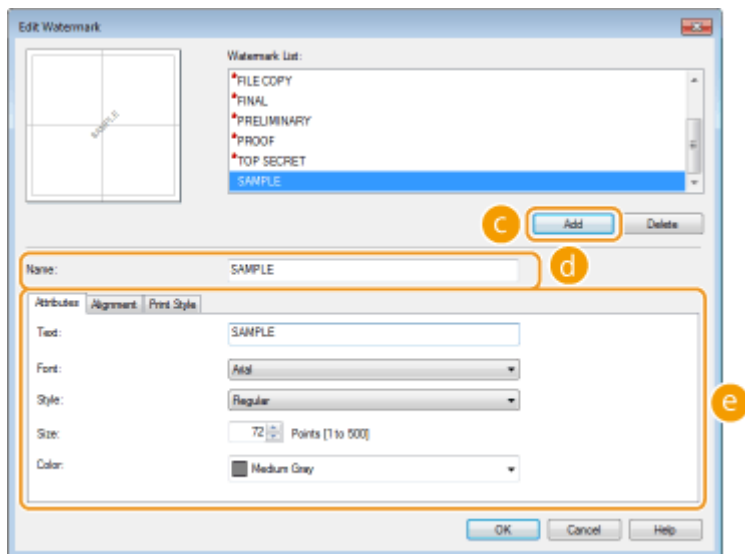 Edit Watermark
Watermark List:
*FILE COPY
*FINAL
*PRELIMINARY
*PROOF
*TOP SECRET
SAMPLE
SAMPLE
c Add Delete
d
Name: SAMPLE
Attributes Alignment Print Style
Text: SAMPLE
Font: Arial
Style: Regular
e
Size: 72 Points [1 to 500]
Color: Medium Gray
OK Cancel Help